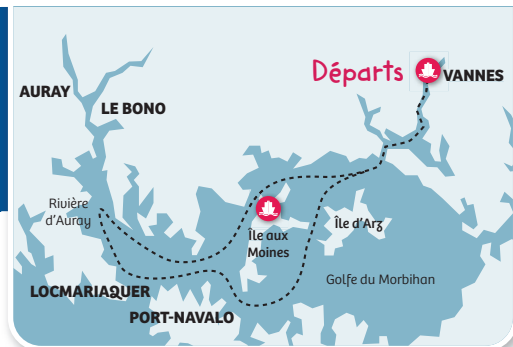 Départs
VANNES
AURAY
LE BONO
Rivière
d'Auray
Île aux
Moines
Île d'Arz
Golfe du Morbihan
LOCMARIAQUER
PORT-NAVALO